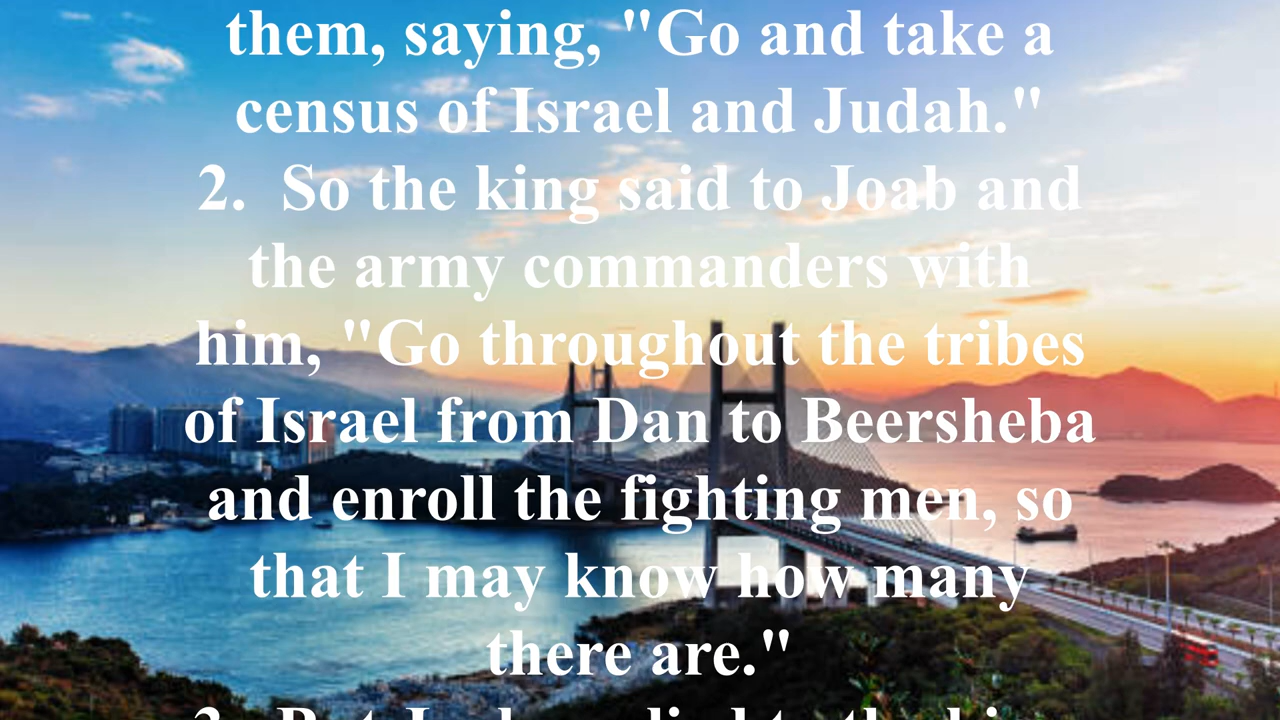 them, saying, "Go and take a
census of Israel and Judah."
2.  So the king said to Joab and
the army commanders with
him, "Go throughout the tribes
of Israel from Dan to Beersheba
and enroll the fighting men, so
that I may know how many
there are."